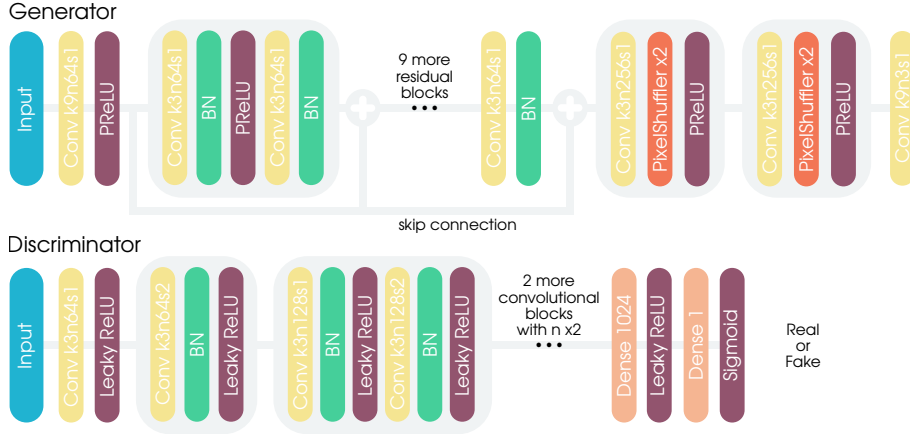 Generator
Input
Conv k9n64s1
PReLU
Conv k3n64s1
BN
PReLU
Conv k3n64s1
BN
9 more
residual
blocks
•••
Conv k3n64s1
BN
Conv k3n256s1
PixelShuffler x2
PReLU
Conv k3n256s1
PixelShuffler x2
PReLU
Conv k9n3s1
skip connection
Discriminator
Input
Conv k3n64s1
Leaky ReLU
Conv k3n64s2
BN
Leaky ReLU
Conv k3n128s1
BN
Leaky ReLU
Conv k3n128s2
BN
Leaky ReLU
2 more
convolutional
blocks
with n x2
•••
Dense 1024
Leaky ReLU
Dense 1
Sigmoid
Real
or
Fake